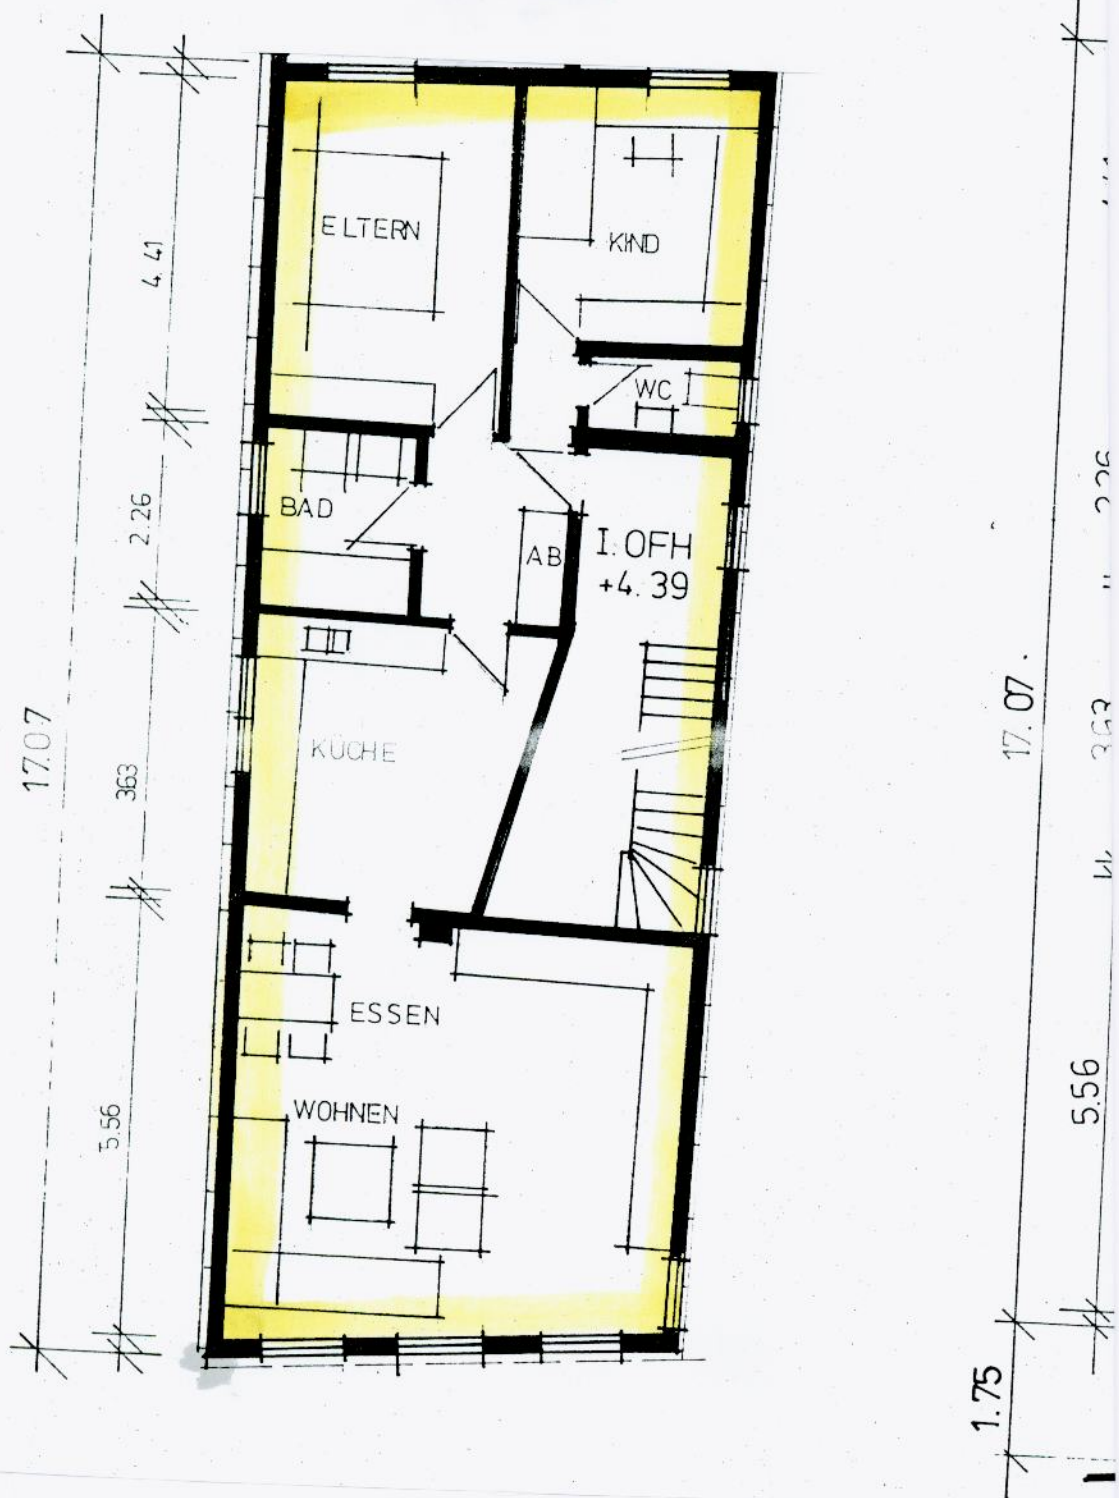 ELTERN
KIND
4.41
WC
BAD
2.26
AB
I. OFH
+4.39
17.07
363
KÜCHE
17.07.
ESSEN
5.56
WOHNEN
5.56
1.75